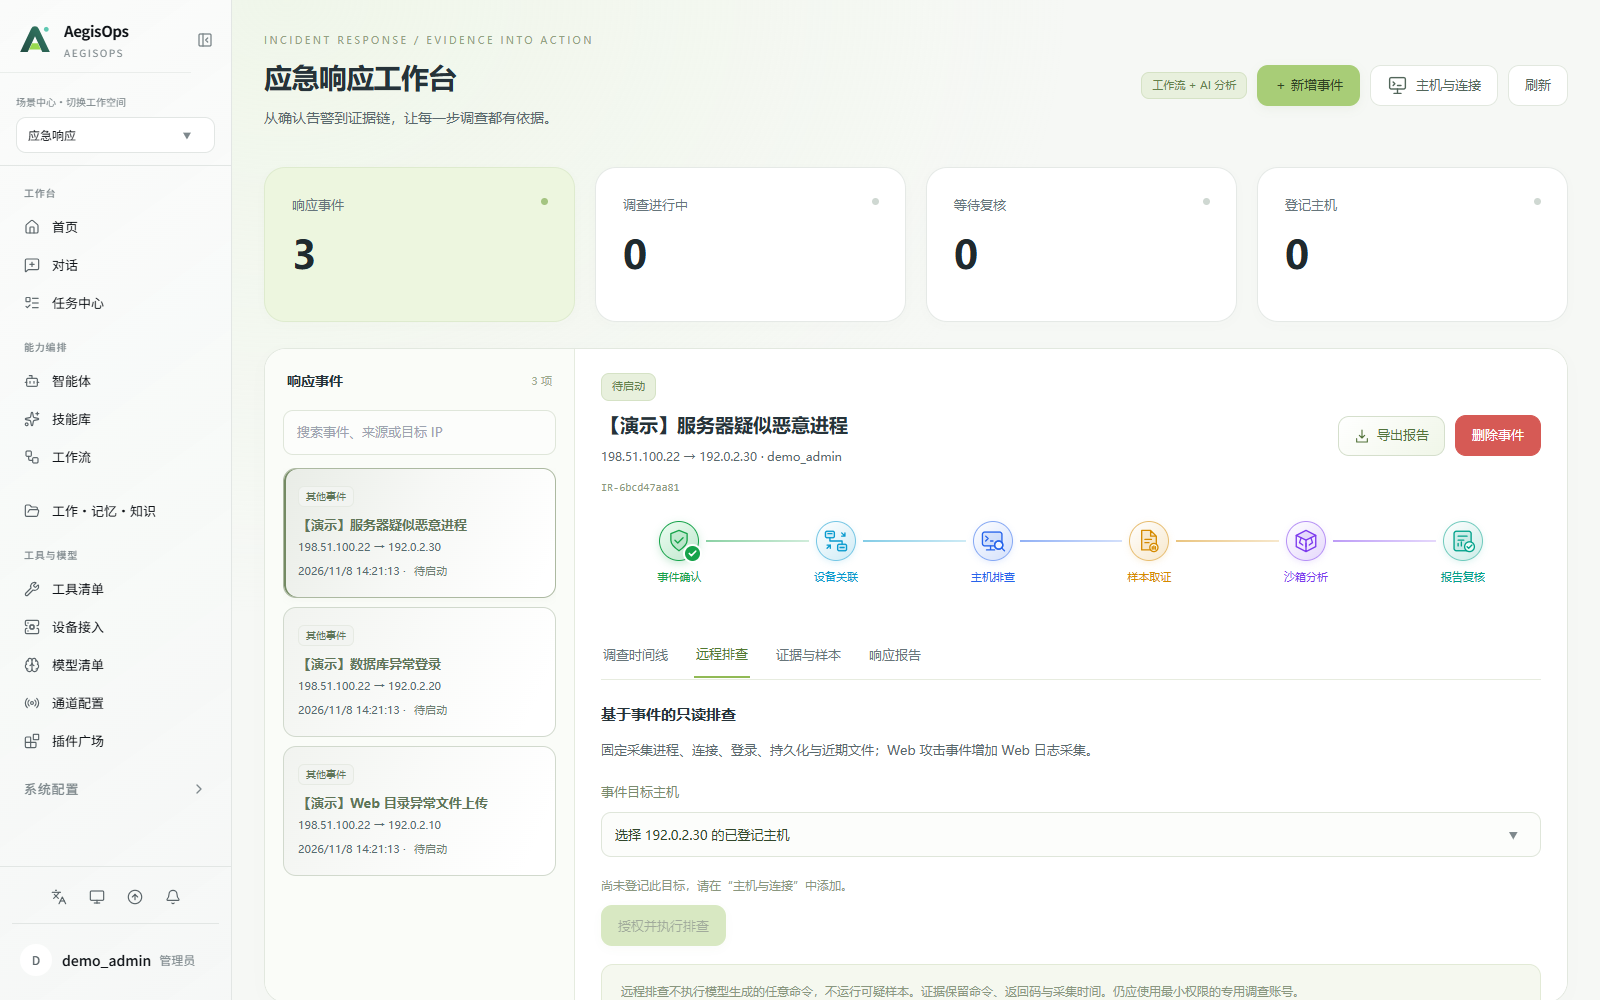 AegisOps
AEGISOPS
场景中心・切换工作空间
应急响应
工作台
首页
对话
任务中心
能力编排
智能体
技能库
工作流
工作・记忆・知识
工具与模型
工具清单
设备接入
模型清单
通道配置
插件广场
系统配置
D
demo_admin 管理员
INCIDENT RESPONSE / EVIDENCE INTO ACTION
应急响应工作台
从确认告警到证据链，让每一步调查都有依据。
工作流 + AI 分析
+ 新增事件
主机与连接
刷新
响应事件
3
调查进行中
0
等待复核
0
登记主机
0
响应事件
3 项
搜索事件、来源或目标 IP
其他事件
【演示】服务器疑似恶意进程
198.51.100.22 → 192.0.2.30
2026/11/8 14:21:13 · 待启动
其他事件
【演示】数据库异常登录
198.51.100.22 → 192.0.2.20
2026/11/8 14:21:13 · 待启动
其他事件
【演示】Web 目录异常文件上传
198.51.100.22 → 192.0.2.10
2026/11/8 14:21:13 · 待启动
待启动
【演示】服务器疑似恶意进程
198.51.100.22 → 192.0.2.30 · demo_admin
IR-6bcd47aa81
导出报告
删除事件
事件确认
设备关联
主机排查
样本取证
沙箱分析
报告复核
调查时间线
远程排查
证据与样本
响应报告
基于事件的只读排查
固定采集进程、连接、登录、持久化与近期文件；Web 攻击事件增加 Web 日志采集。
事件目标主机
选择 192.0.2.30 的已登记主机
尚未登记此目标，请在“主机与连接”中添加。
授权并执行排查
远程排查不执行模型生成的任意命令，不运行可疑样本。证据保留命令、返回码与采集时间。仍应使用最小权限的专用调查账号。